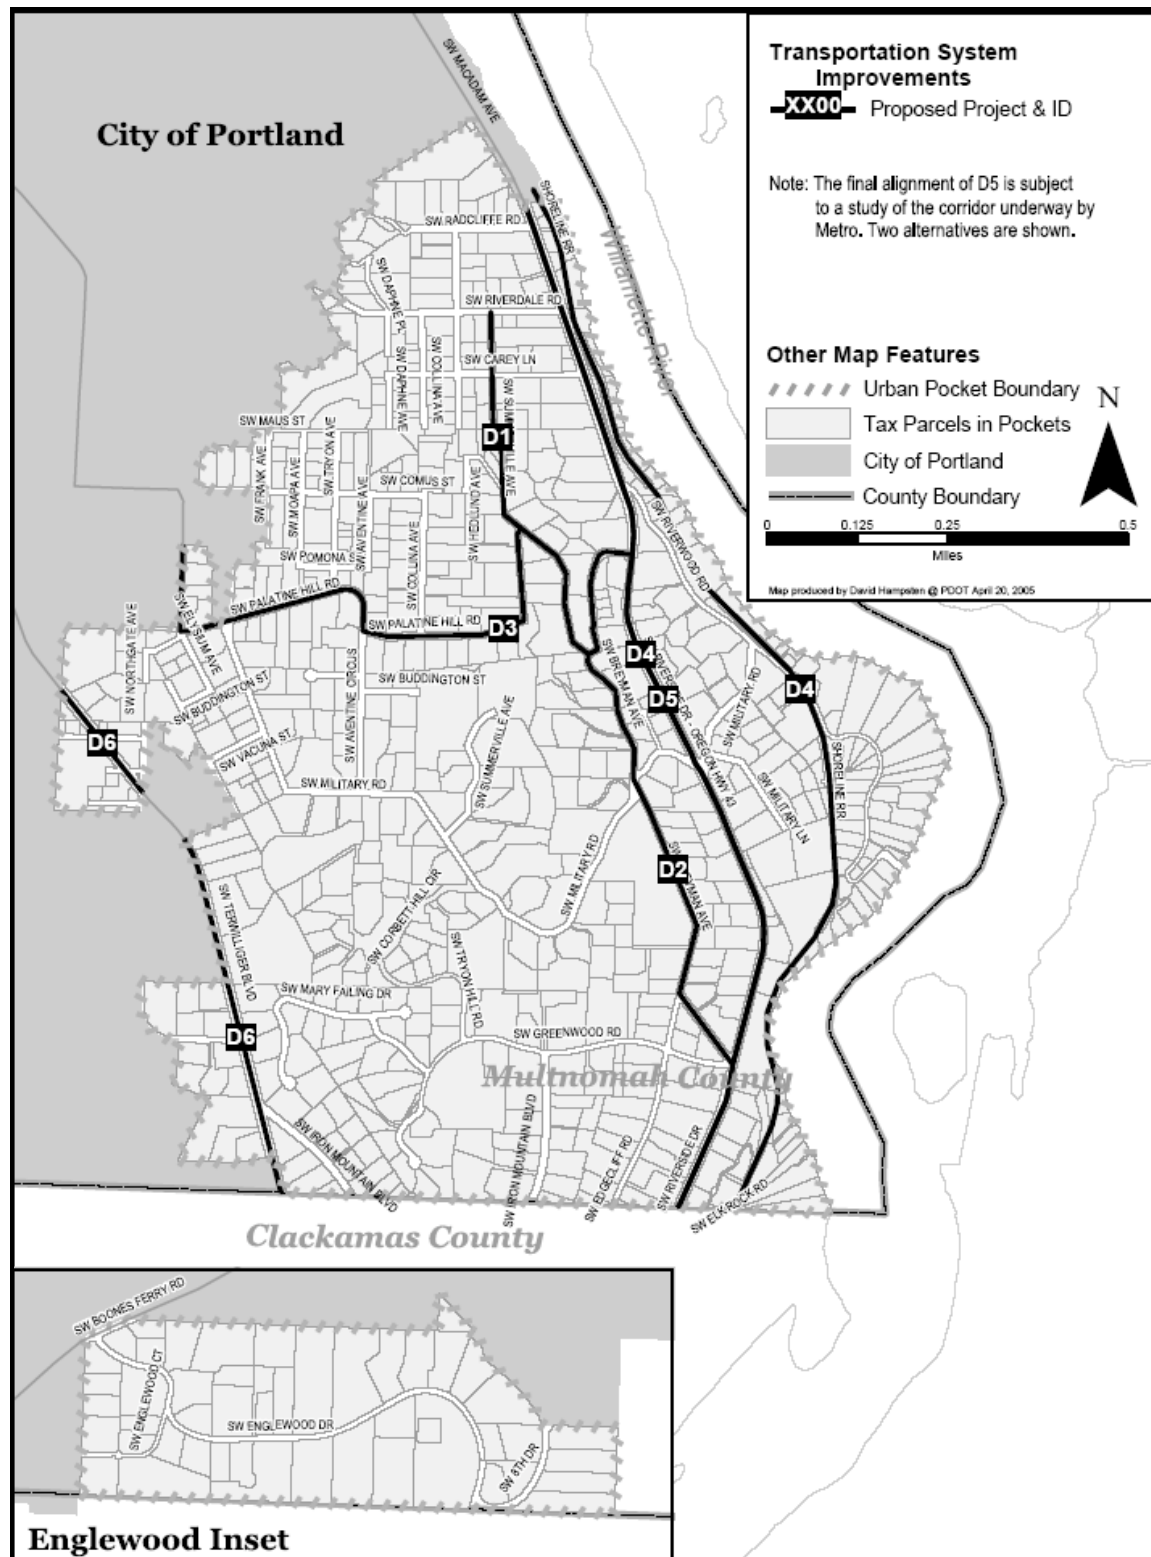 Transportation System
Improvements
XX00 Proposed Project & ID
Note: The final alignment of D5 is subject
to a study of the corridor underway by
Metro. Two alternatives are shown.
Other Map Features
Urban Pocket Boundary
N
Tax Parcels in Pockets
City of Portland
County Boundary
0 0.125 0.25 0.5
Miles
Map produced by David Hampsten @ PDOT April 20, 2005
City of Portland
SW MACADAM AVE
SHORELINE RR
Willamette River
SW RADCLIFFE RD
SW DAPHNE PL
SW RIVERDALE RD
SW COLLINA AVE
SW CAREY LN
SW DAPHNE AVE
SW MAUS ST
D1
SW FRANK AVE
SW MOAPA AVE
SW TRYON AVE
SW AVENTINE AVE
SW COMUS ST
SW HEDLUND AVE
SW COLLINA AVE
SW RIVERWOOD RD
SW PALATINE HILL RD
SW PALATINE HILL RD
D3
SW NORTHGATE AVE
SW ELYSIUM AVE
SW BUDDINGTON ST
SW AVENTINE CIRCUS
SW BUDDINGTON ST
SW BREYMAN AVE
D4
D5
D4
SW MILITARY RD
D6
SW VACUNA ST
SW MILITARY RD
SW SUMMERVILLE AVE
SW MILITARY LN
SHORELINE RR
SW MILITARY RD
D2
SW TERWILLIGER BLVD
SW CORBETT HILL CIR
SW TRYON HILL RD
SW MARY FAILING DR
SW GREENWOOD RD
D6
Multnomah County
SW IRON MOUNTAIN BLVD
SW IRON MOUNTAIN BLVD
SW EDGECLIFF RD
SW RIVERSIDE DR
SW ELK ROCK RD
Clackamas County
SW BOONES FERRY RD
SW ENGLEWOOD CT
SW ENGLEWOOD DR
SW 8TH DR
Englewood Inset